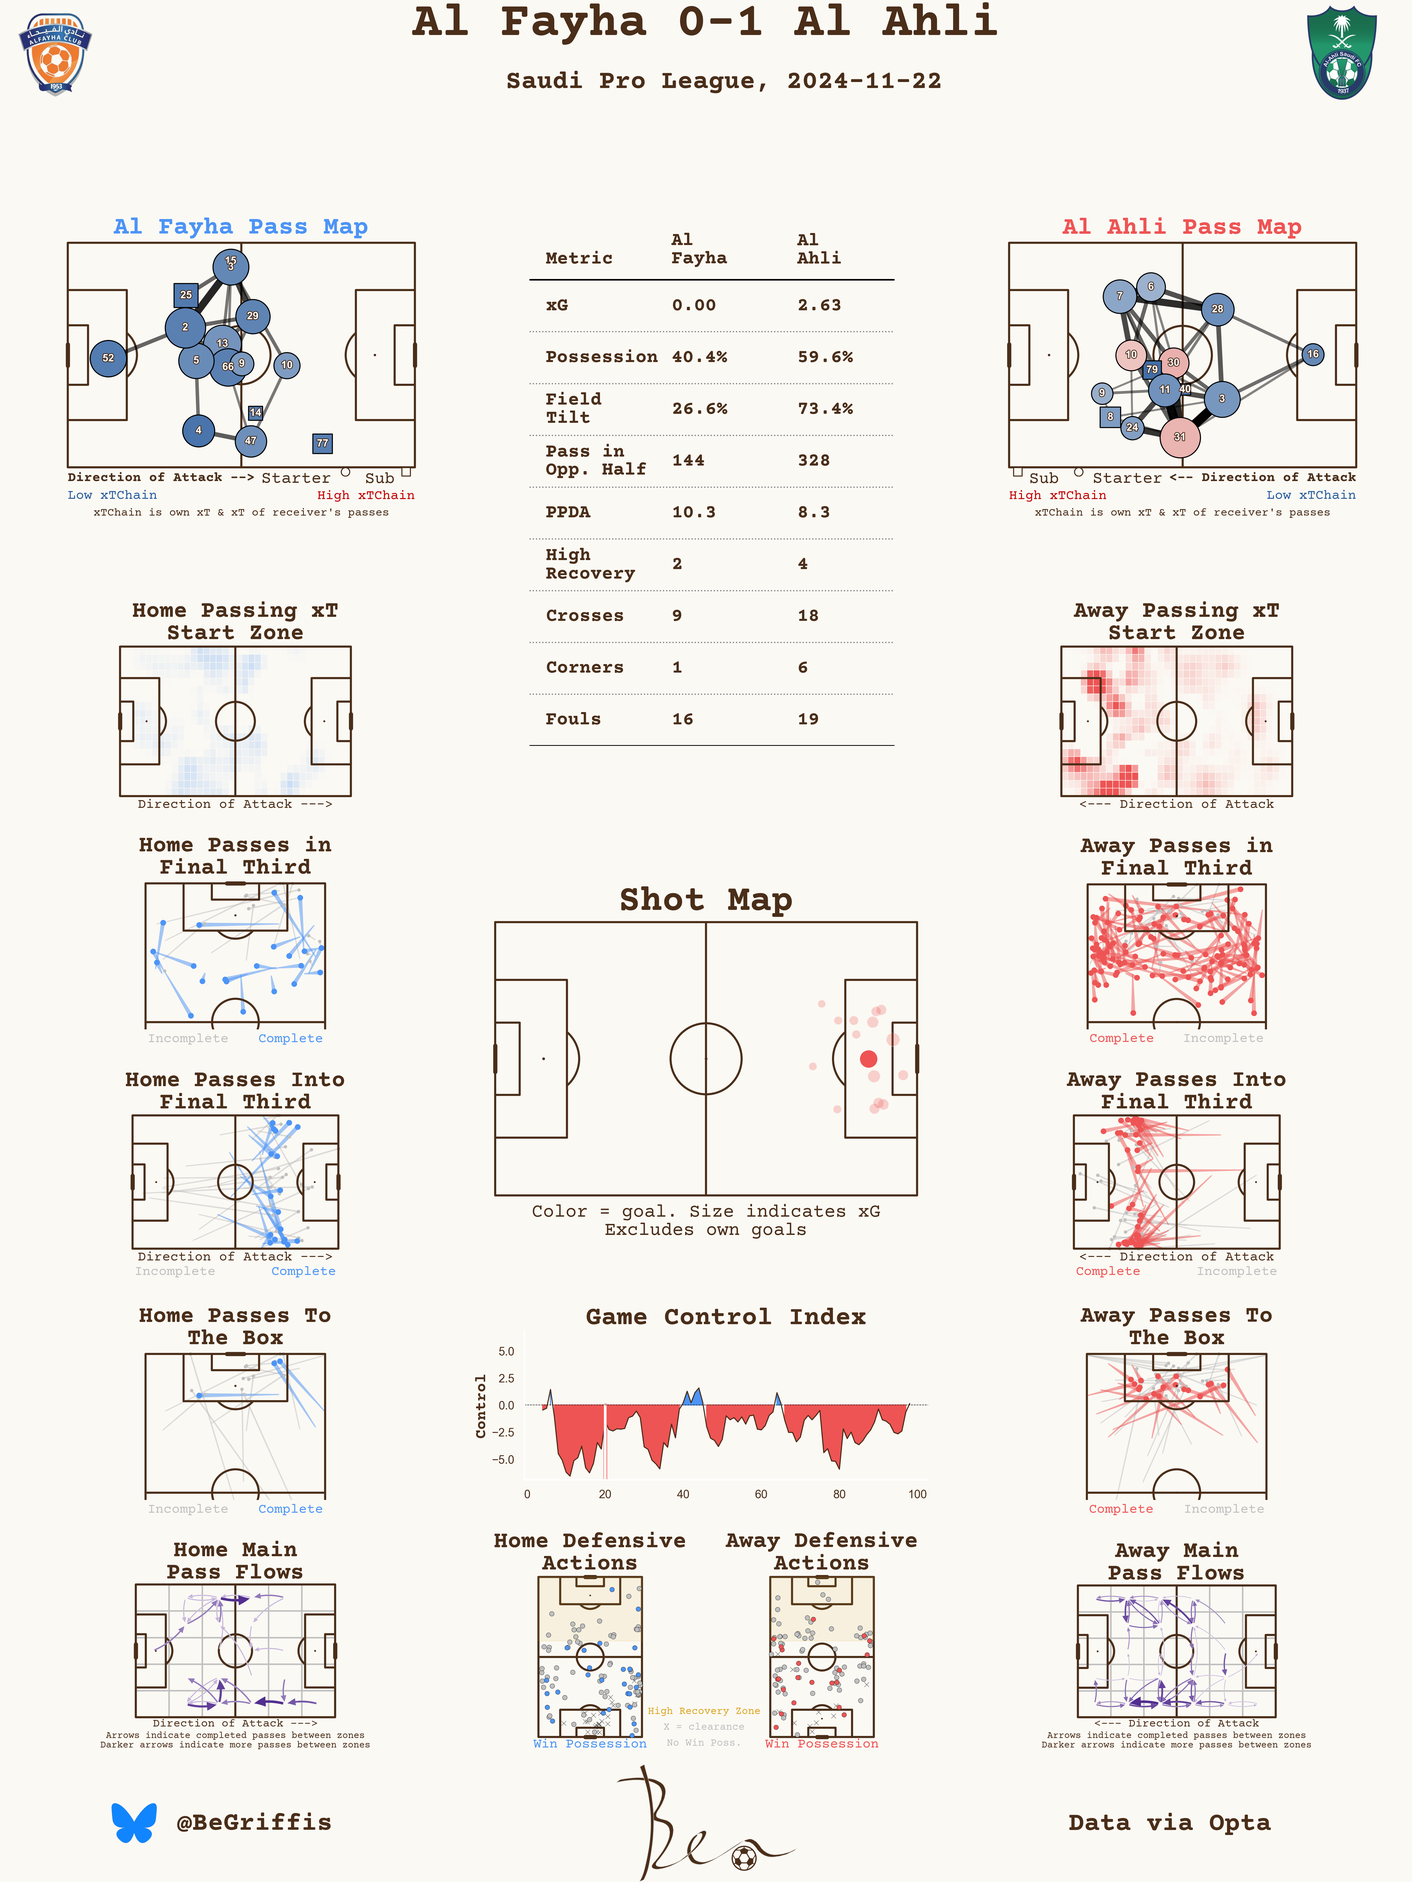 Al Fayha 0-1 Al Ahli
Saudi Pro League, 2024-11-22
نادي الفيحاء
ALFAYHA CLUB
1953
Al-Ahli Saudi FC
1937
Al Fayha Pass Map
15
3
25
2
29
13
52
5
66
9
10
14
4
47
77
Direction of Attack --> Starter Sub
Low xTChain High xTChain
xTChain is own xT & xT of receiver's passes
Metric Al Fayha Al Ahli
xG 0.00 2.63
Possession 40.4% 59.6%
Field Tilt 26.6% 73.4%
Pass in Opp. Half 144 328
PPDA 10.3 8.3
High Recovery 2 4
Crosses 9 18
Corners 1 6
Fouls 16 19
Al Ahli Pass Map
7
6
28
10
30
16
79
9
11
40
3
8
24
31
Sub Starter <-- Direction of Attack
High xTChain Low xTChain
xTChain is own xT & xT of receiver's passes
Home Passing xT
Start Zone
Direction of Attack --->
Away Passing xT
Start Zone
<--- Direction of Attack
Home Passes in
Final Third
Incomplete Complete
Away Passes in
Final Third
Complete Incomplete
Shot Map
Color = goal. Size indicates xG
Excludes own goals
Home Passes Into
Final Third
Direction of Attack --->
Incomplete Complete
Away Passes Into
Final Third
<--- Direction of Attack
Complete Incomplete
Home Passes To
The Box
Incomplete Complete
Game Control Index
Control
5.0
2.5
0.0
−2.5
−5.0
0 20 40 60 80 100
Away Passes To
The Box
Complete Incomplete
Home Main
Pass Flows
Direction of Attack --->
Arrows indicate completed passes between zones
Darker arrows indicate more passes between zones
Home Defensive
Actions
Win Possession
High Recovery Zone
X = clearance
No Win Poss.
Away Defensive
Actions
Win Possession
Away Main
Pass Flows
<--- Direction of Attack
Arrows indicate completed passes between zones
Darker arrows indicate more passes between zones
@BeGriffis
Ben
Data via Opta